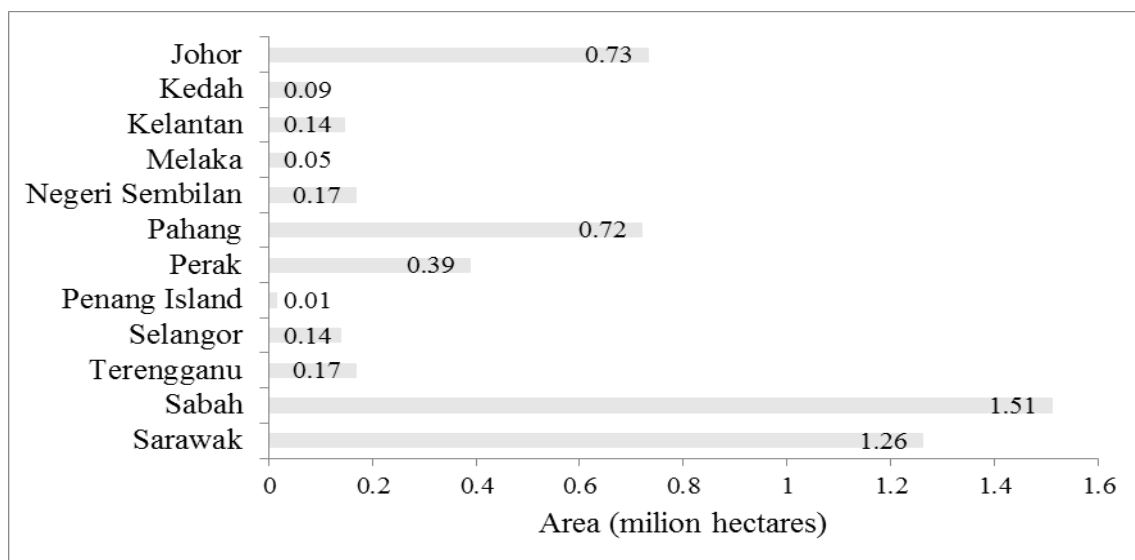 Johor 0.73
Kedah 0.09
Kelantan 0.14
Melaka 0.05
Negeri Sembilan 0.17
Pahang 0.72
Perak 0.39
Penang Island 0.01
Selangor 0.14
Terengganu 0.17
Sabah 1.51
Sarawak 1.26
0 0.2 0.4 0.6 0.8 1 1.2 1.4 1.6
Area (milion hectares)